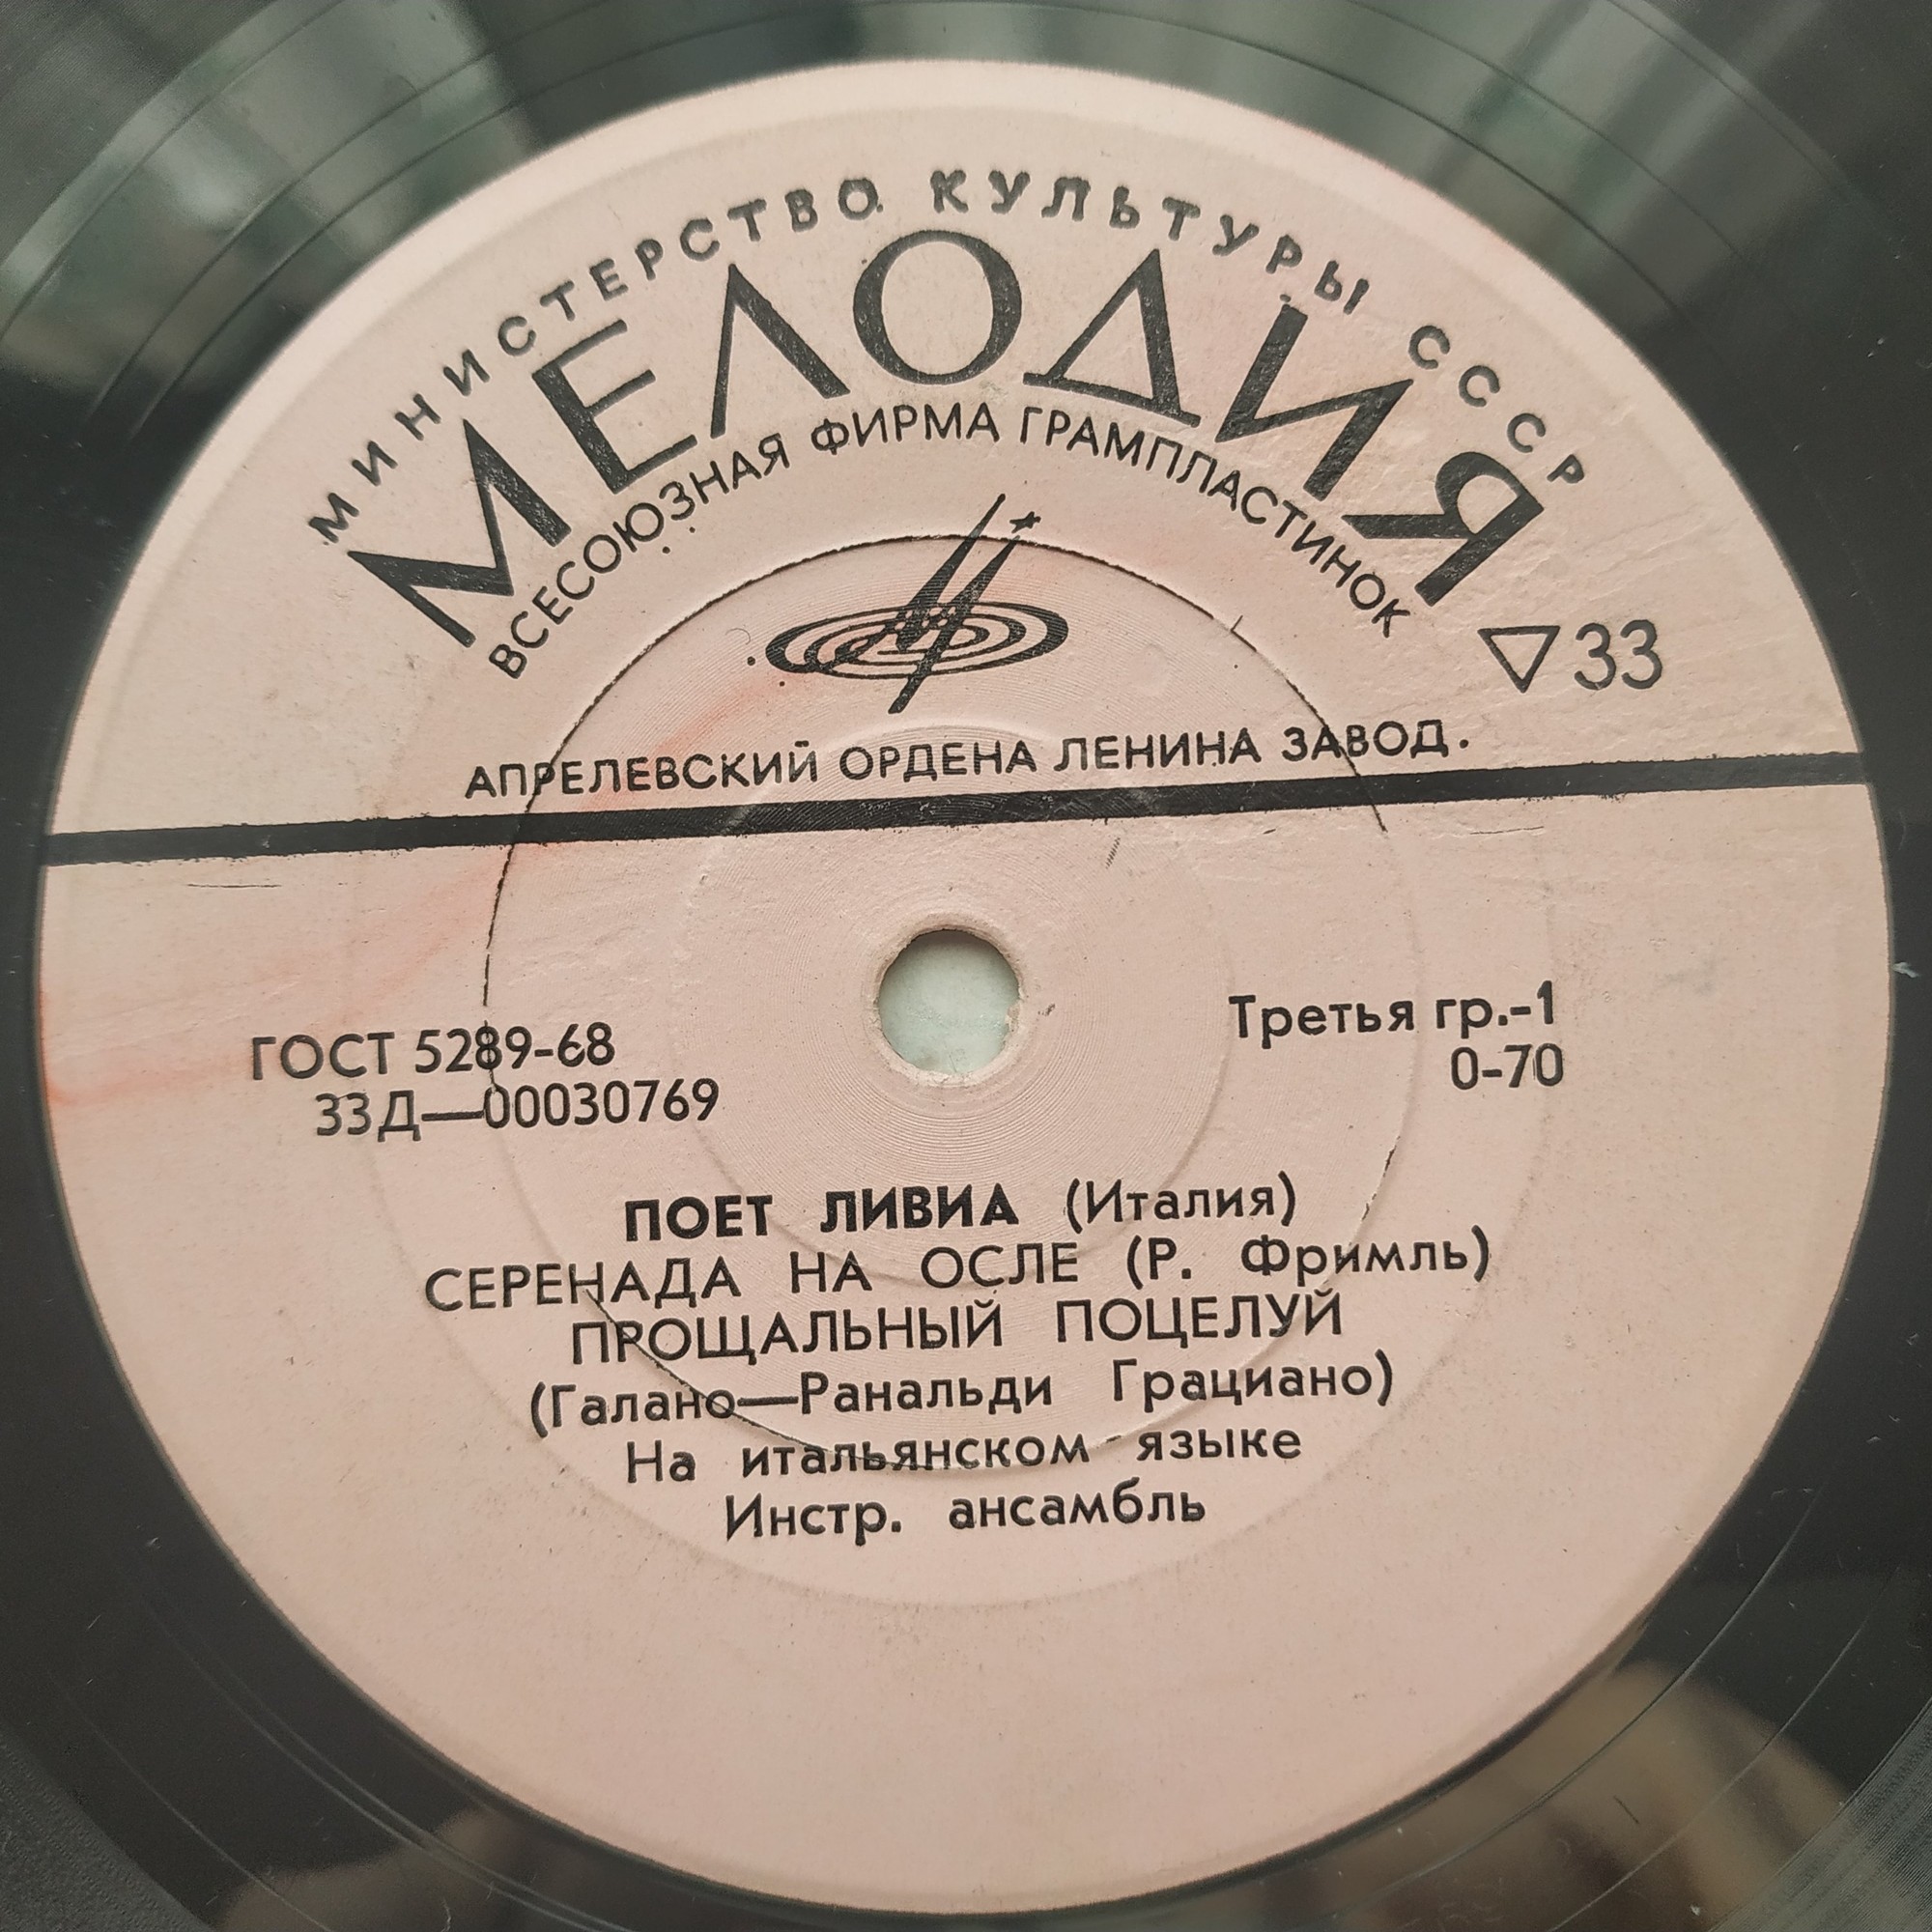 МИНИСТЕРСТВО КУЛЬТУРЫ СССР
МЕЛОДИЯ
ВСЕСОЮЗНАЯ ФИРМА ГРАМПЛАСТИНОК
33
АПРЕЛЕВСКИЙ ОРДЕНА ЛЕНИНА ЗАВОД.
ГОСТ 5289-68
33Д—00030769
Третья гр.-1
0-70
ПОЕТ ЛИВИА (Италия)
СЕРЕНАДА НА ОСЛЕ (Р. Фримль)
ПРОЩАЛЬНЫЙ ПОЦЕЛУЙ
(Галано—Ранальди Грациано)
На итальянском языке
Инстр. ансамбль